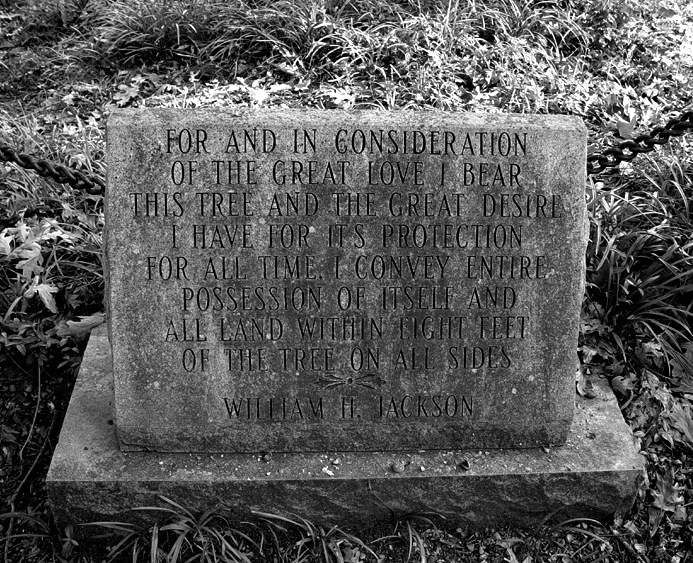 FOR AND IN CONSIDERATION
OF THE GREAT LOVE I BEAR
THIS TREE AND THE GREAT DESIRE
I HAVE FOR IT'S PROTECTION
FOR ALL TIME, I CONVEY ENTIRE
POSSESSION OF ITSELF AND
ALL LAND WITHIN EIGHT FEET
OF THE TREE ON ALL SIDES
WILLIAM H. JACKSON